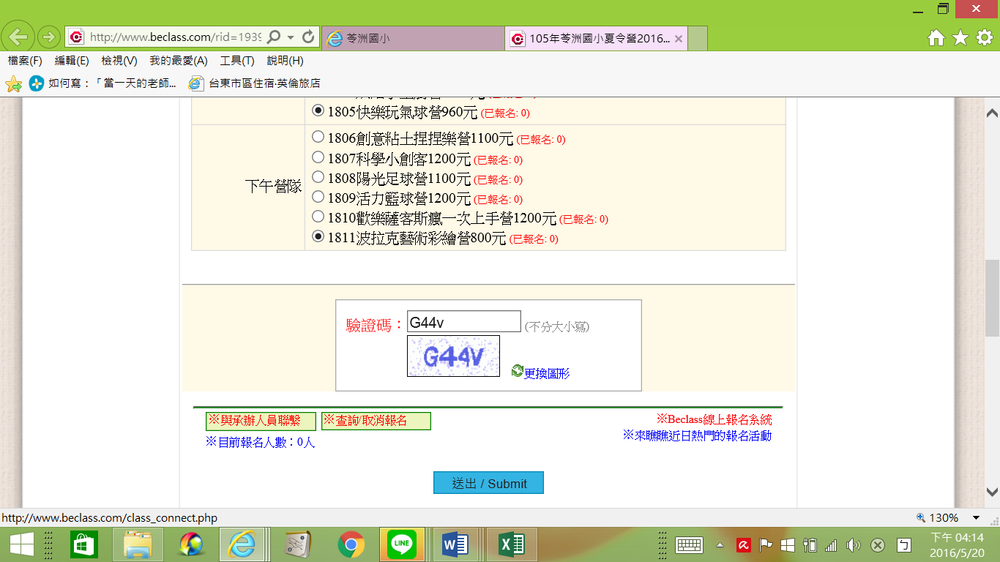 http://www.beclass.com/rid=1939
苓洲國小
105年苓洲國小夏令營2016...
檔案(F) 編輯(E) 檢視(V) 我的最愛(A) 工具(T) 說明(H)
如何寫：「當一天的老師... 台東市區住宿‧英倫旅店
1805快樂玩氣球營960元 (已報名: 0)
下午營隊
1806創意粘土捏捏樂營1100元 (已報名: 0)
1807科學小創客1200元 (已報名: 0)
1808陽光足球營1100元 (已報名: 0)
1809活力籃球營1200元 (已報名: 0)
1810歡樂薩客斯瘋一次上手營1200元 (已報名: 0)
1811波拉克藝術彩繪營800元 (已報名: 0)
驗證碼： G44v (不分大小寫)
G44V
更換圖形
※與承辦人員聯繫 ※查詢/取消報名 ※Beclass線上報名系統
※目前報名人數：0人 ※來瞧瞧近日熱門的報名活動
送出 / Submit
http://www.beclass.com/class_connect.php 130%
LINE
下午 04:14
2016/5/20